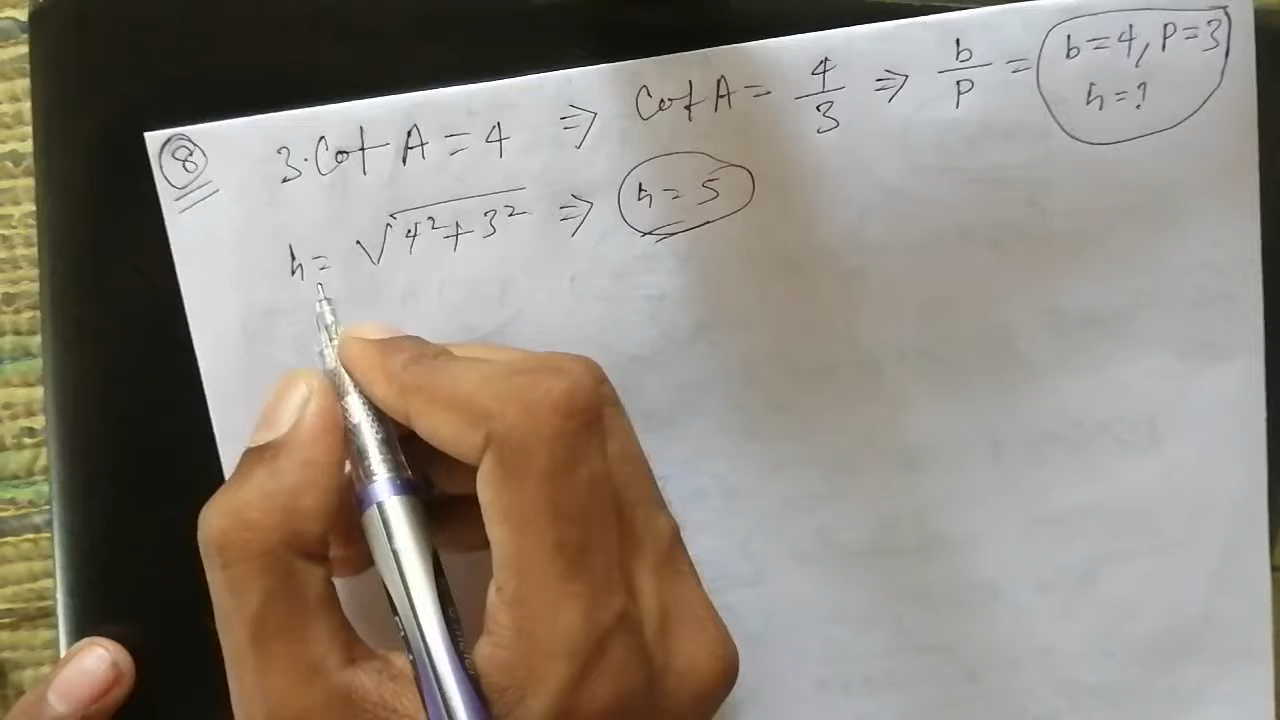 8 3·Cot A = 4 ⇒ Cot A = 4/3 ⇒ b/P = b=4, P=3
h=?
h = √4²+3² ⇒ h = 5